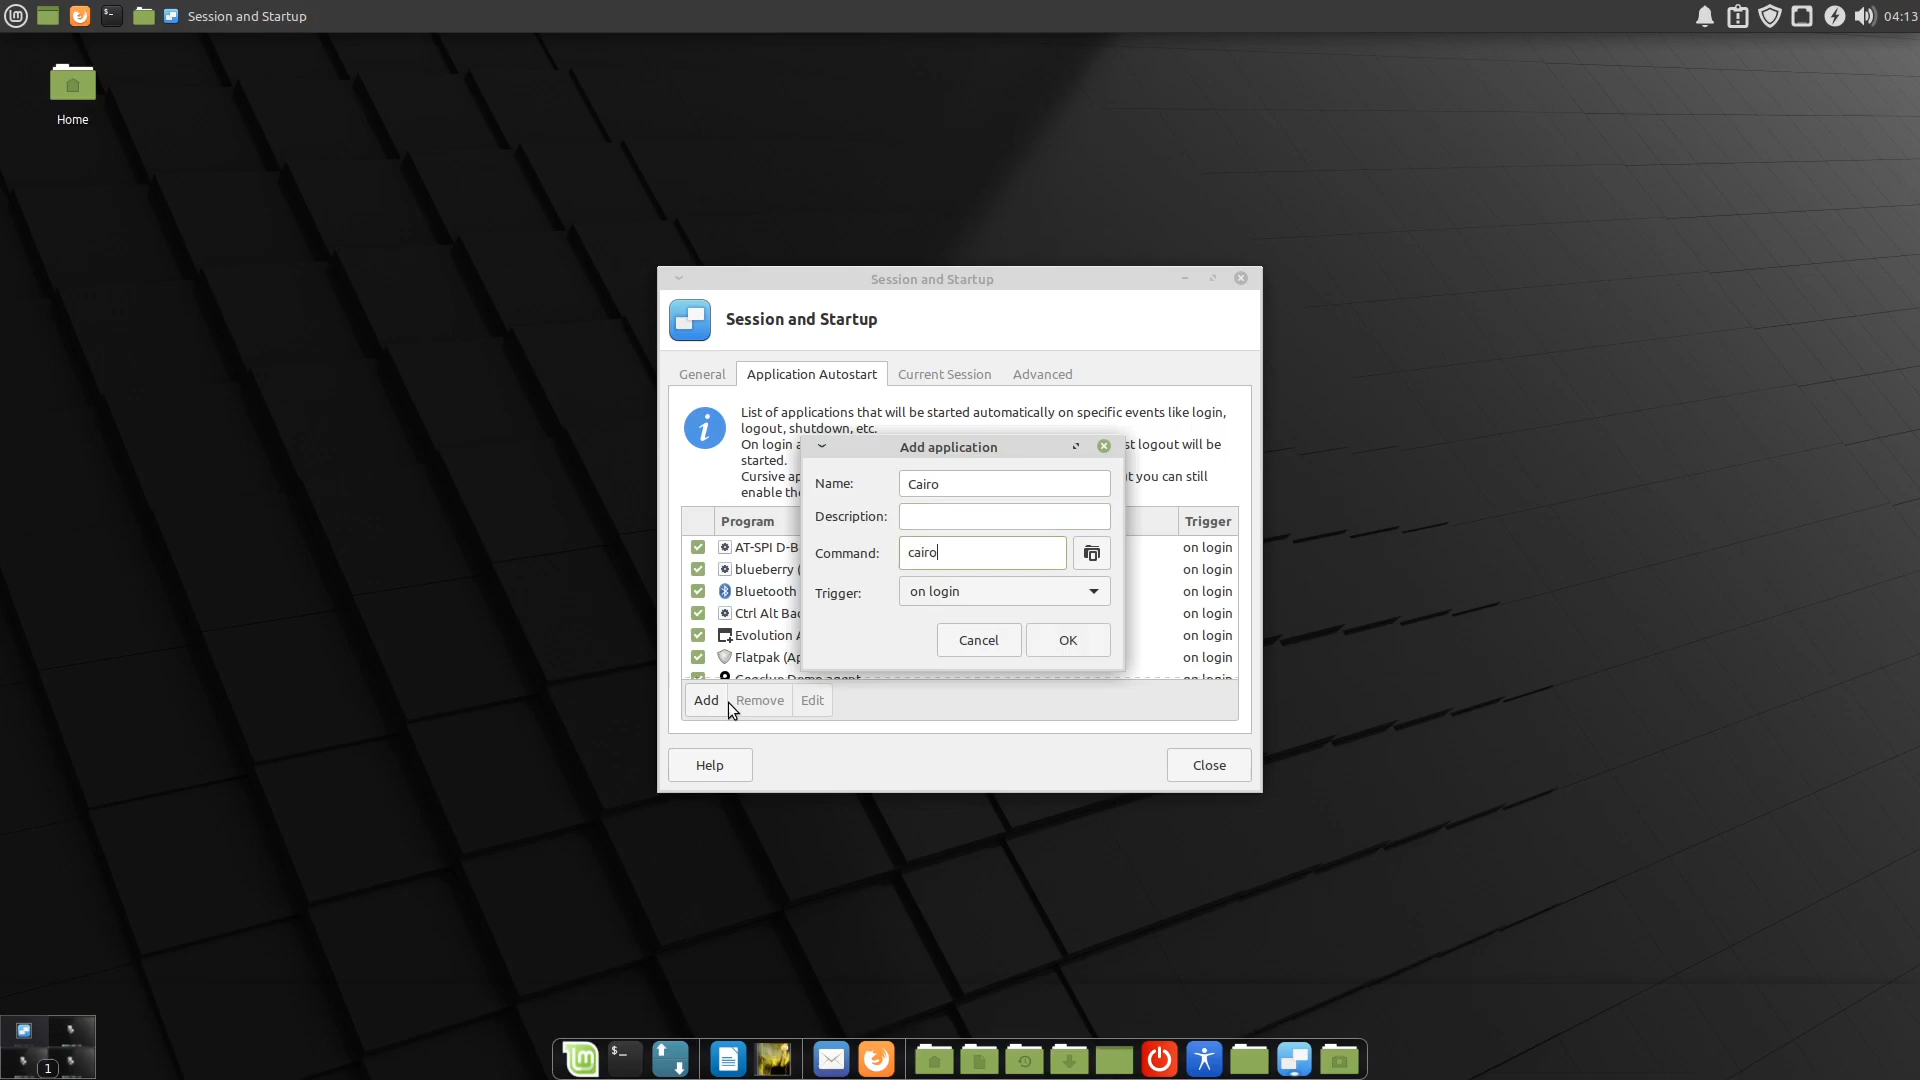 Session and Startup
04:13
Home
Session and Startup
Session and Startup
General Application Autostart Current Session Advanced
List of applications that will be started automatically on specific events like login,
logout, shutdown, etc.
On login a st logout will be
started.
Cursive ap t you can still
enable the
Add application
Name: Cairo
Description:
Command: cairo
Trigger: on login
Cancel OK
Program Trigger
AT-SPI D-B on login
blueberry ( on login
Bluetooth on login
Ctrl Alt Bac on login
Evolution A on login
Flatpak (Ap on login
Add Remove Edit
Help Close
1
$_